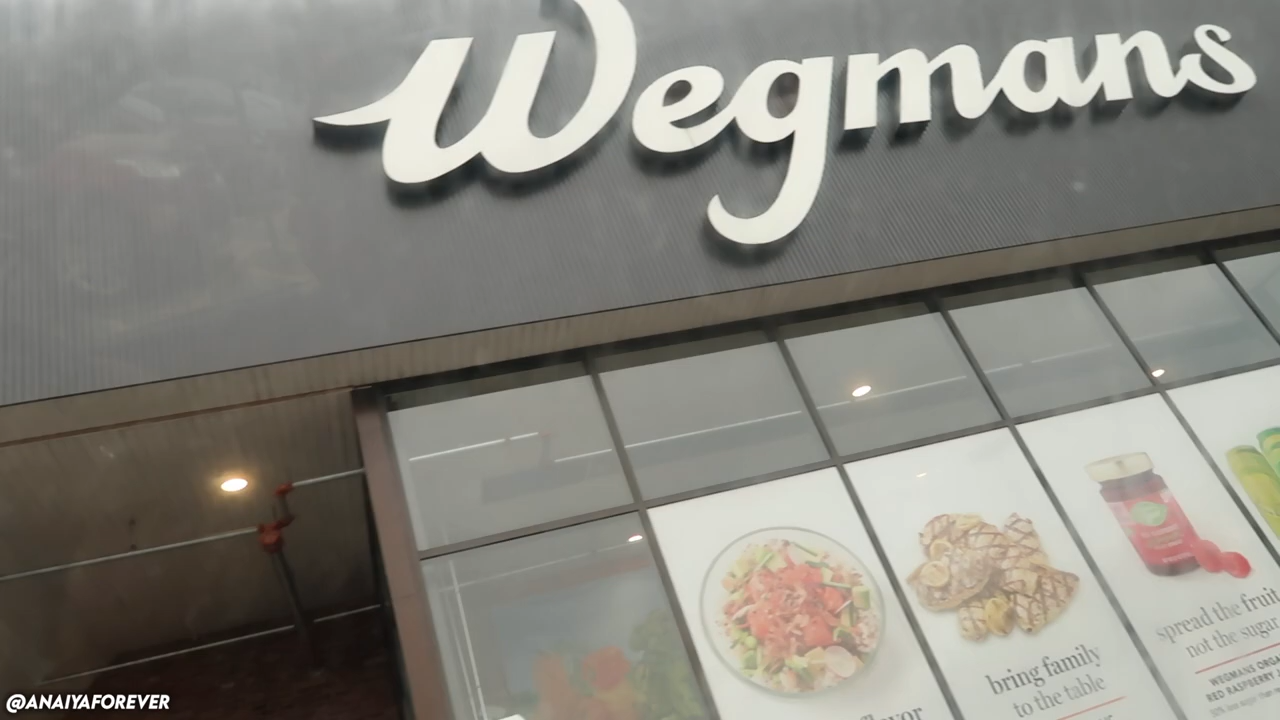 Wegmans
bring family
to the table
spread the fruit
not the sugar
WEGMANS ORGA
RED RASPBERRY J
@ANAIYAFOREVER